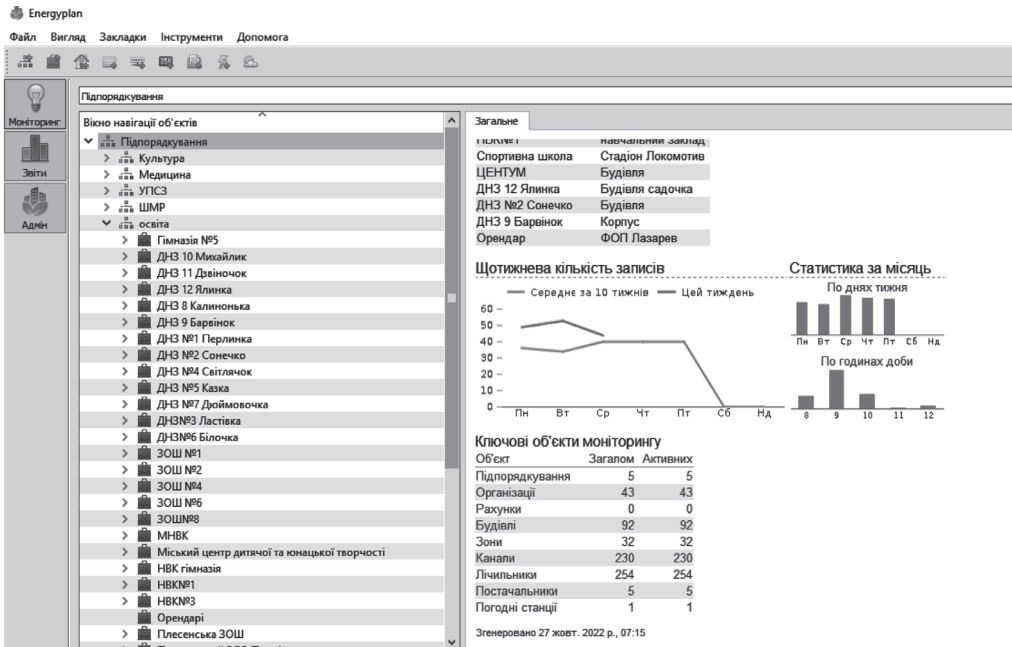 Energyplan
Файл Вигляд Закладки Інструменти Допомога
Підпорядкування
Моніторинг
Звіти
Адмін
Вікно навігації об'єктів
Підпорядкування
Культура
Медицина
УПСЗ
ШМР
освіта
Гімназія №5
ДНЗ 10 Михайлик
ДНЗ 11 Дзвіночок
ДНЗ 12 Ялинка
ДНЗ 8 Калинонька
ДНЗ 9 Барвінок
ДНЗ №1 Перлинка
ДНЗ №2 Сонечко
ДНЗ №4 Світлячок
ДНЗ №5 Казка
ДНЗ №7 Дюймовочка
ДНЗ№3 Ластівка
ДНЗ№6 Білочка
ЗОШ №1
ЗОШ №2
ЗОШ №4
ЗОШ №6
ЗОШ№8
МНВК
Міський центр дитячої та юнацької творчості
НВК гімназія
НВК№1
НВК№3
Орендарі
Плесенська ЗОШ
Загальне
навчальний заклад
Спортивна школа Стадіон Локомотив
ЦЕНТУМ Будівля
ДНЗ 12 Ялинка Будівля садочка
ДНЗ №2 Сонечко Будівля
ДНЗ 9 Барвінок Корпус
Орендар ФОП Лазарев
Щотижнева кількість записів
Середнє за 10 тижнів Цей тиждень
60
50
40
30
20
10
0
Пн Вт Ср Чт Пт Сб Нд
Статистика за місяць
По днях тижня
Пн Вт Ср Чт Пт Сб Нд
По годинах доби
8 9 10 11 12
Ключові об'єкти моніторингу
Об'єкт Загалом Активних
Підпорядкування 5 5
Організації 43 43
Рахунки 0 0
Будівлі 92 92
Зони 32 32
Канали 230 230
Лічильники 254 254
Постачальники 5 5
Погодні станції 1 1
Згенеровано 27 жовт. 2022 р., 07:15